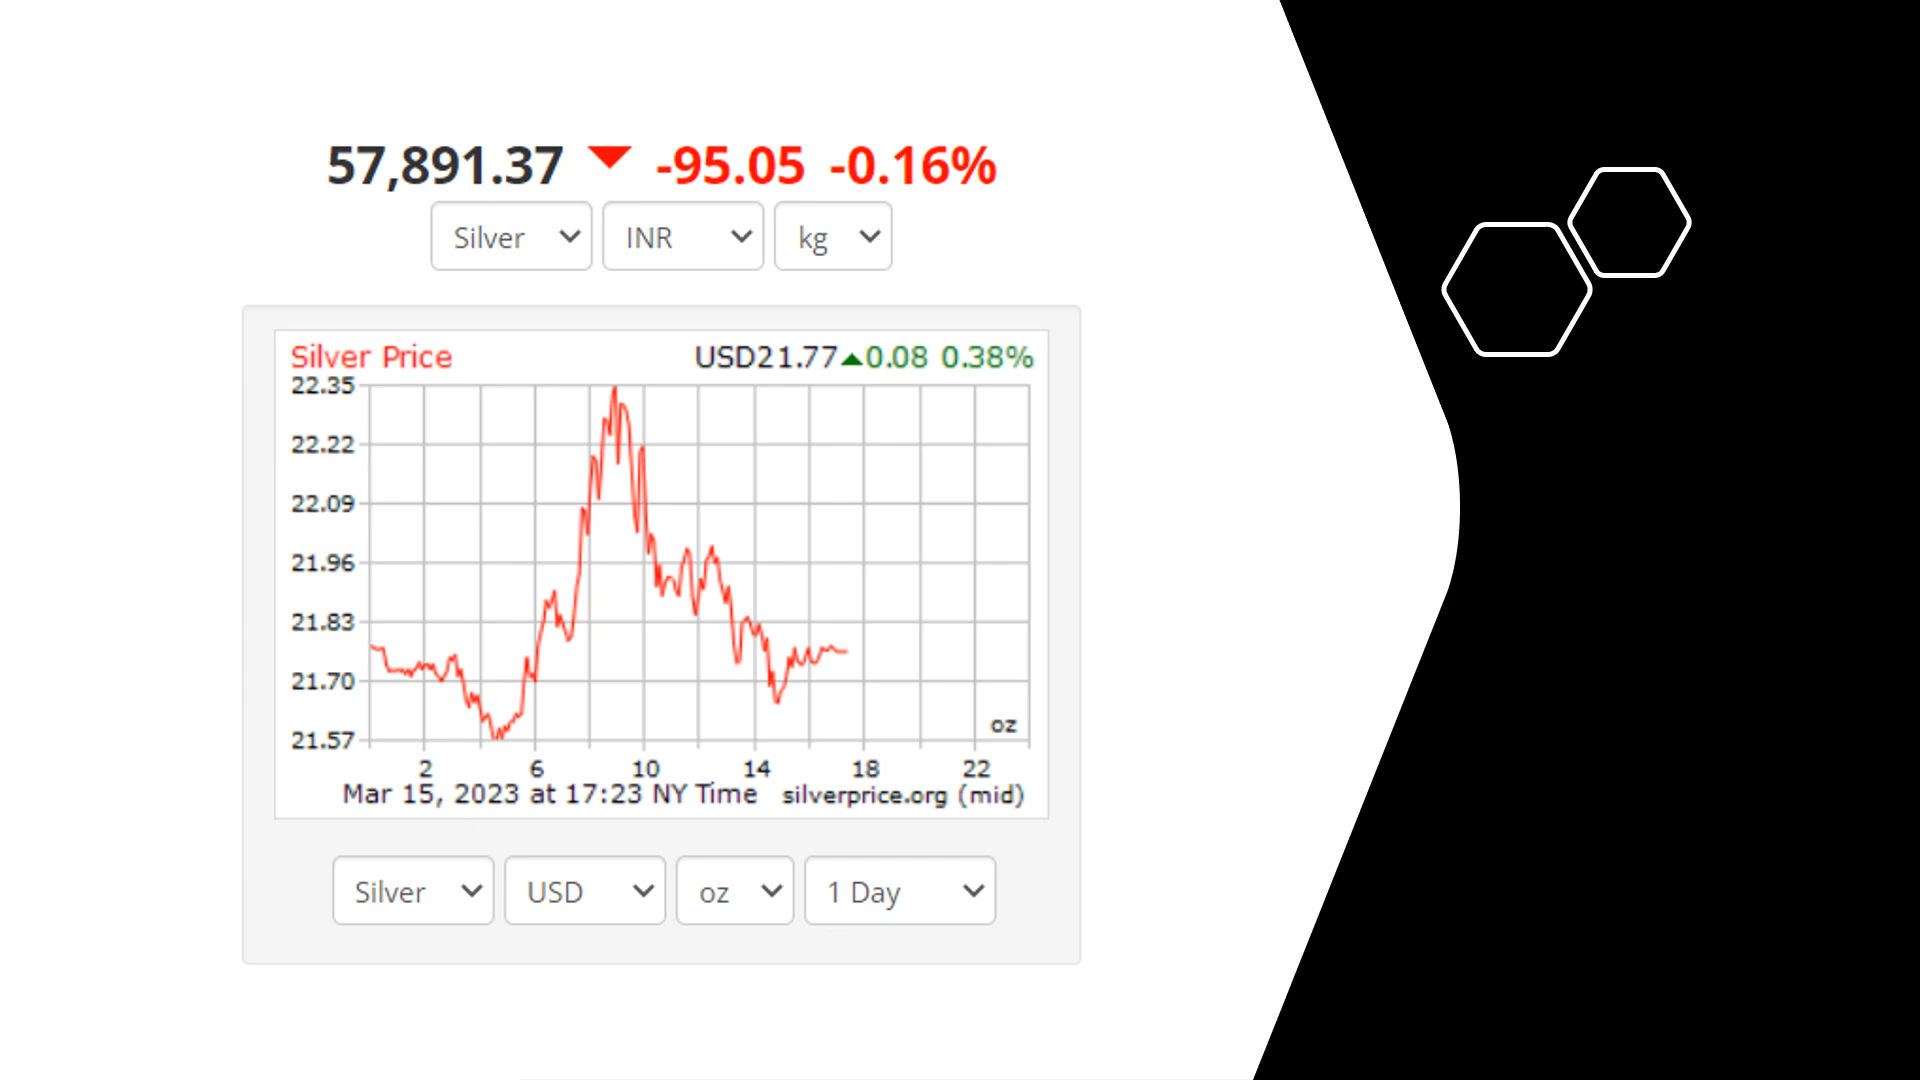 57,891.37 ▼ -95.05 -0.16%
Silver INR kg
Silver Price USD21.77▲0.08 0.38%
22.35
22.22
22.09
21.96
21.83
21.70
21.57
oz
2 6 10 14 18 22
Mar 15, 2023 at 17:23 NY Time silverprice.org (mid)
Silver USD oz 1 Day